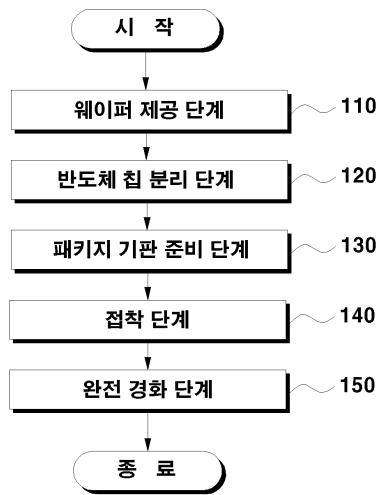 시 작
웨이퍼 제공 단계 110
반도체 칩 분리 단계 120
패키지 기판 준비 단계 130
접착 단계 140
완전 경화 단계 150
종 료